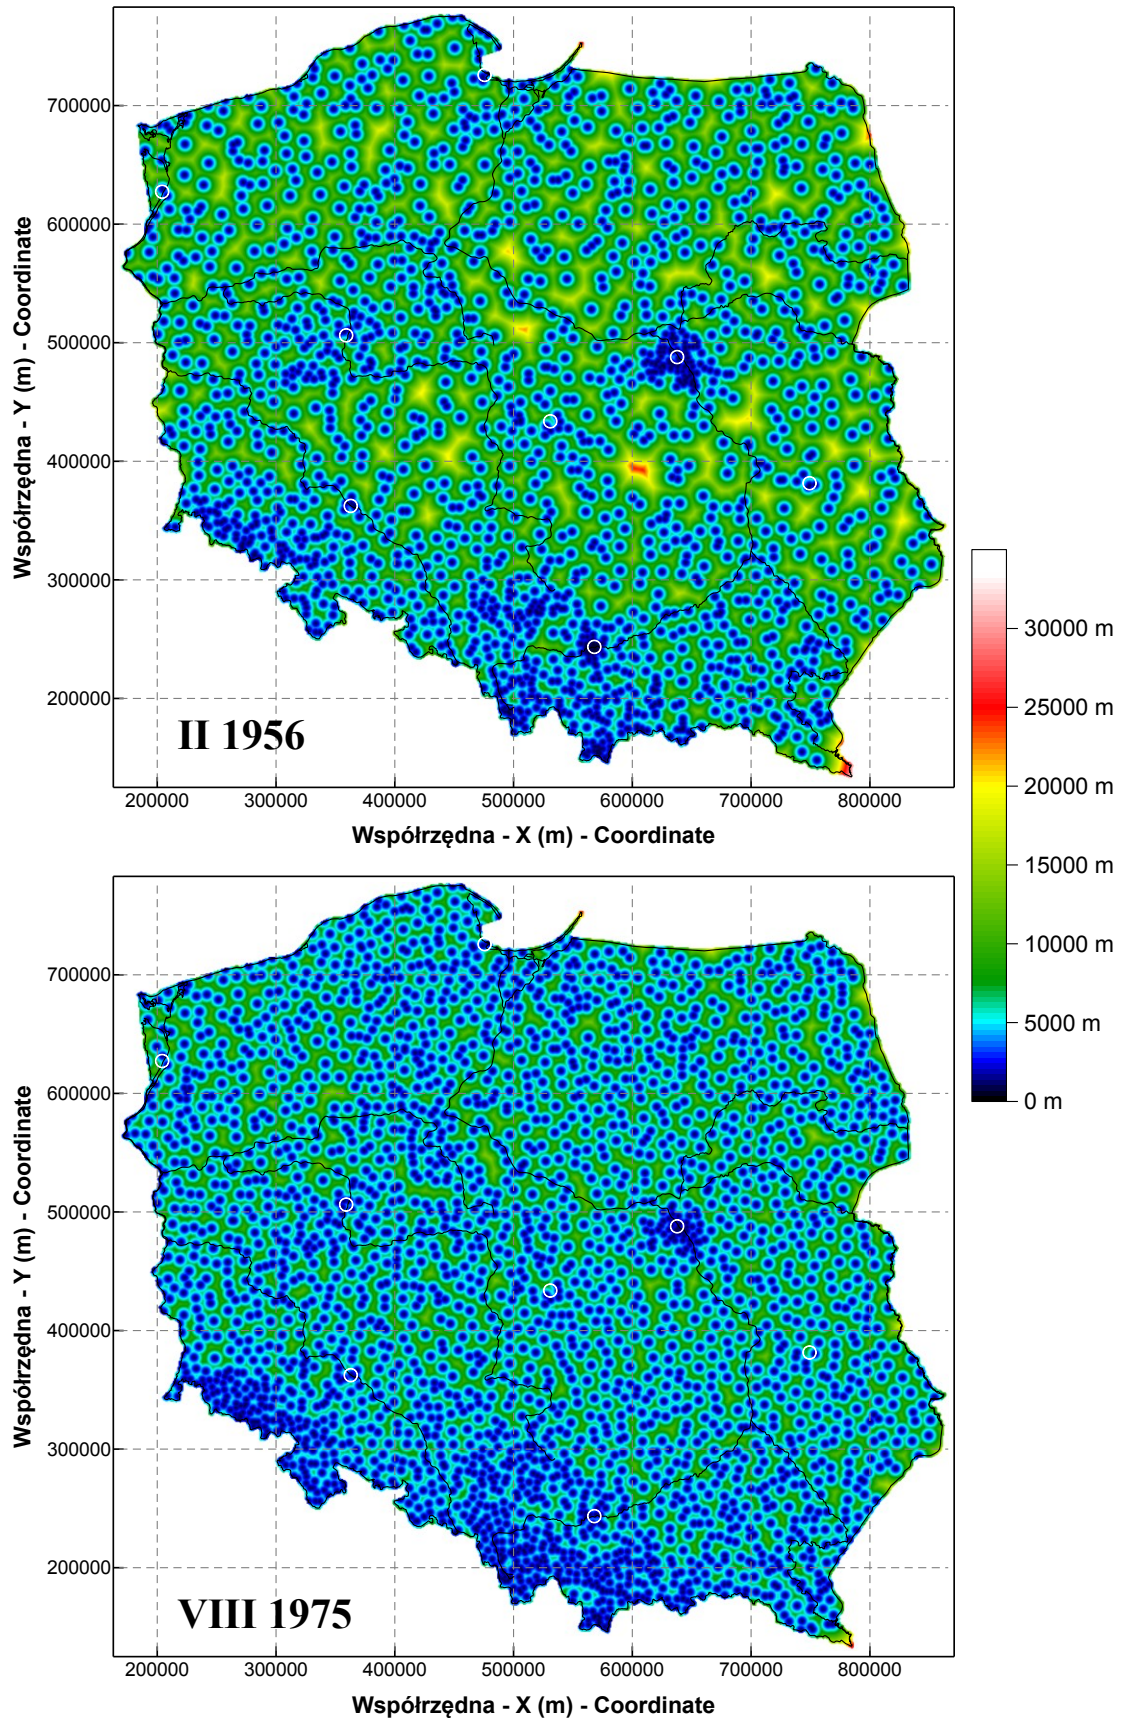 700000
600000
500000
400000
300000
200000
Współrzędna - Y (m) - Coordinate
II 1956
200000 300000 400000 500000 600000 700000 800000
Współrzędna - X (m) - Coordinate
30000 m
25000 m
20000 m
15000 m
10000 m
5000 m
0 m
700000
600000
500000
400000
300000
200000
Współrzędna - Y (m) - Coordinate
VIII 1975
200000 300000 400000 500000 600000 700000 800000
Współrzędna - X (m) - Coordinate